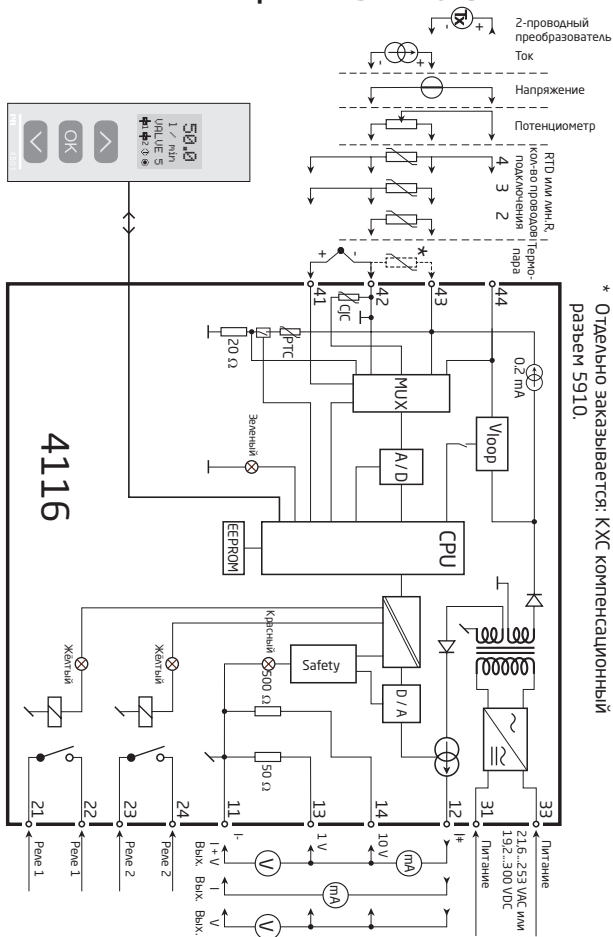 2-проводный
преобразователь
Tx
+
-
Ток
-
+
Напряжение
Потенциометр
RTD или лин.R,
кол-во проводов
подключения
4
3
2
Термо-
пара
+
-
*
* Отдельно заказывается: КХС компенсационный
разъем 5910.
50.0
l / min
VALVE 5
OK
41
42
43
44
CJC
PTC
20 Ω
0.2 mA
Vloop
MUX
A/D
Зеленый
CPU
EEPROM
4116
Красный
Safety
D / A
500 Ω
50 Ω
Жёлтый
Жёлтый
21
22
23
24
11
13
14
12
31
33
Реле 1
Реле 1
Реле 2
Реле 2
I-
1 V
10 V
I+
Питание
Питание
21,6...253 VAC или
19,2...300 VDC
V
mA
I + V
Вых.
mA
I
Вых.
V
V
Вых.